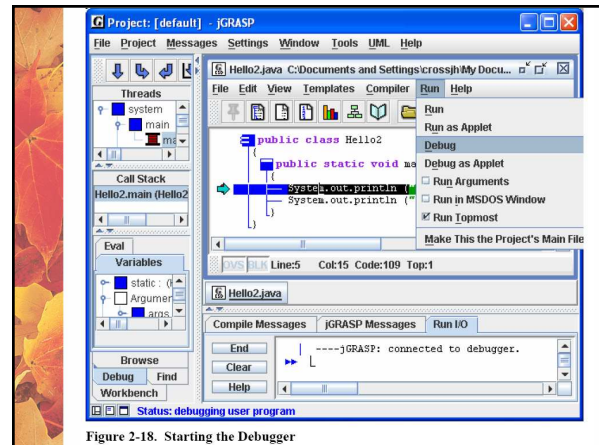 Project: [default] - jGRASP
File Project Messages Settings Window Tools UML Help
Threads
system
main
Call Stack
Hello2.main (Hello2
Eval
Variables
static :
Argumen
args
Browse
Debug Find
Workbench
Hello2.java C:\Documents and Settings\crossjh\My Docu...
File Edit View Templates Compiler Run Help
Run
Run as Applet
Debug
Debug as Applet
Run Arguments
Run in MSDOS Window
Run Topmost
Make This the Project's Main File
public class Hello2
{
public static void ma
{
System.out.println (
System.out.println ("
}
}
OVS BLK Line:5 Col:15 Code:109 Top:1
Hello2.java
Compile Messages jGRASP Messages Run I/O
End
Clear
Help
----jGRASP: connected to debugger.
Status: debugging user program
Figure 2-18. Starting the Debugger